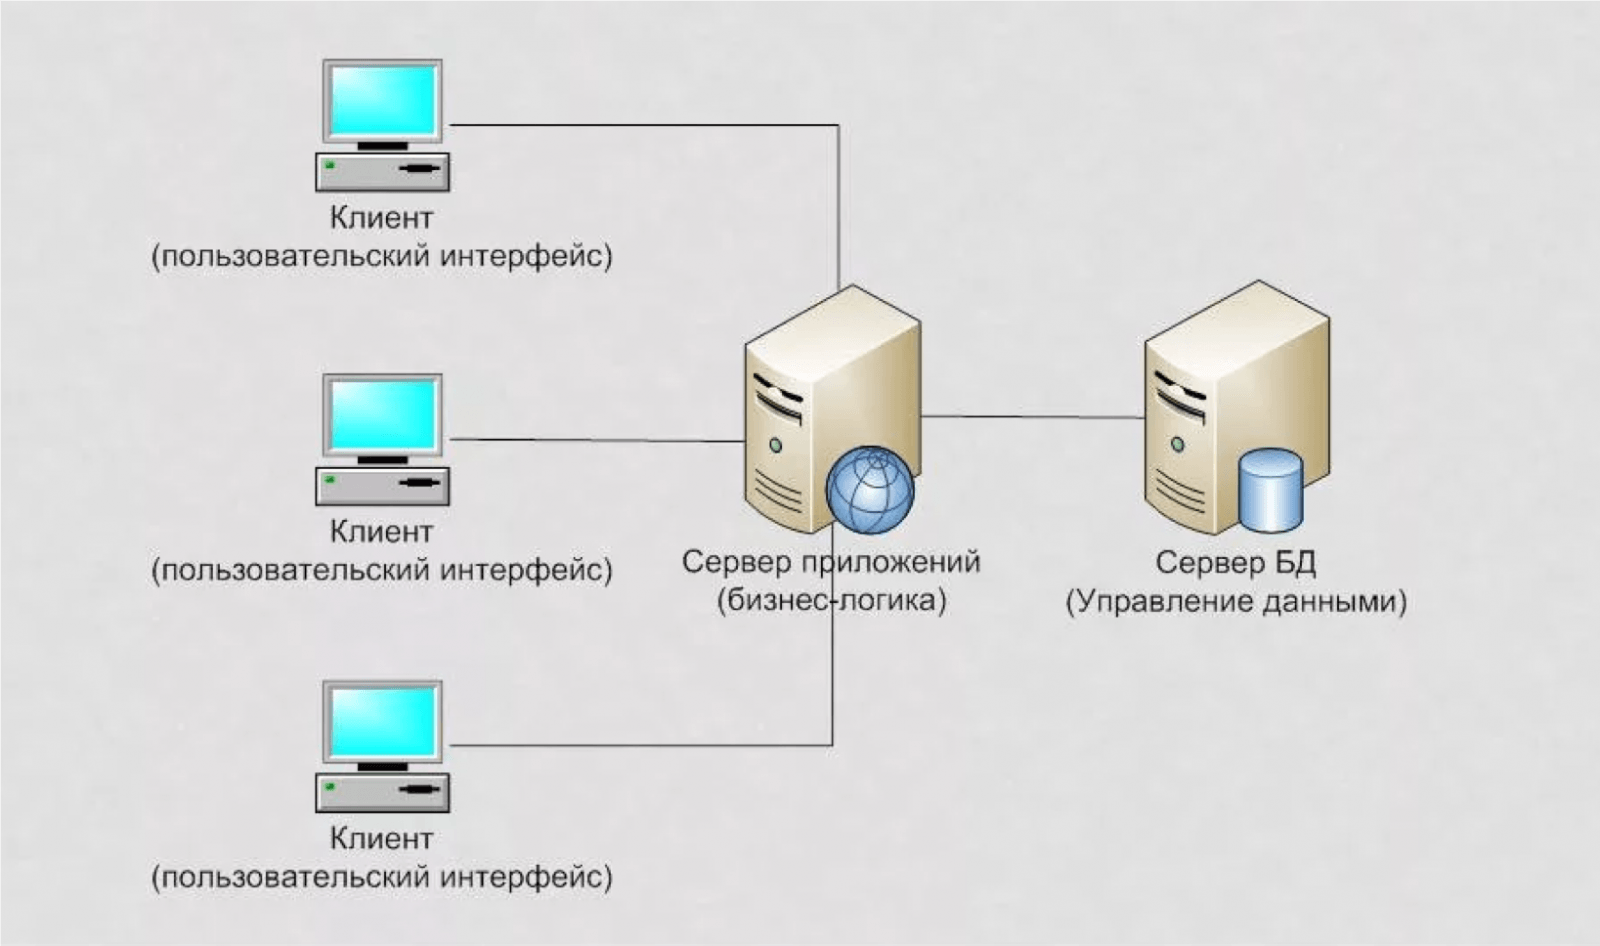 Клиент
(пользовательский интерфейс)
Клиент
(пользовательский интерфейс)
Сервер приложений
(бизнес-логика)
Сервер БД
(Управление данными)
Клиент
(пользовательский интерфейс)